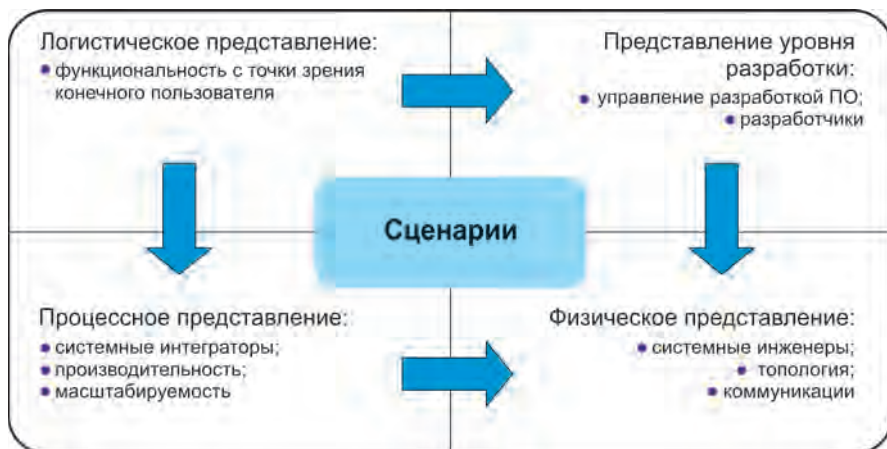 Логистическое представление:
• функциональность с точки зрения
конечного пользователя
Представление уровня
разработки:
• управление разработкой ПО;
• разработчики
Сценарии
Процессное представление:
• системные интеграторы;
• производительность;
• масштабируемость
Физическое представление:
• системные инженеры;
• топология;
• коммуникации